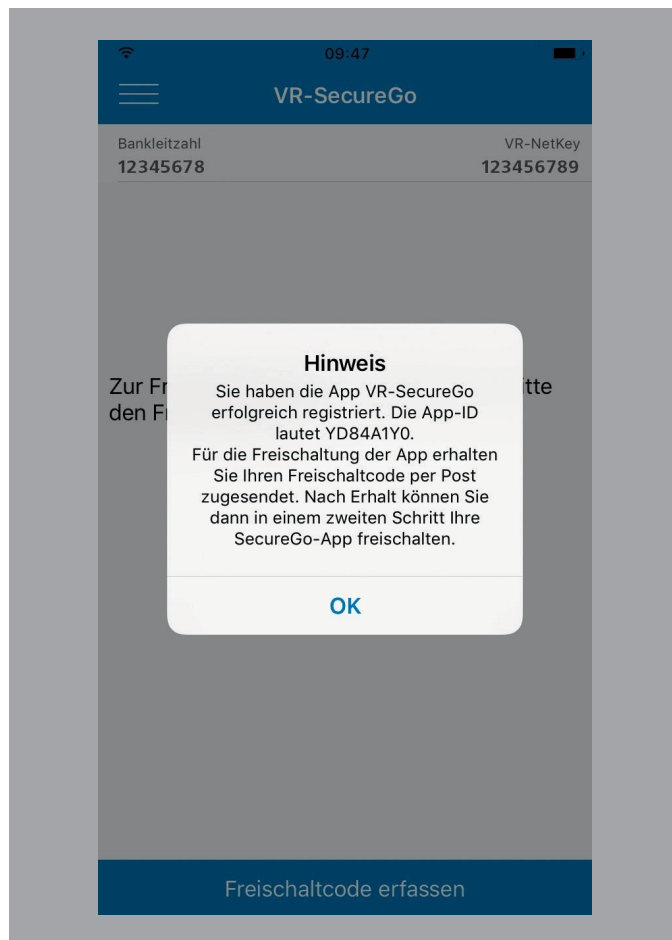 09:47
VR-SecureGo
Bankleitzahl
VR-NetKey
12345678
123456789
Hinweis
Sie haben die App VR-SecureGo
erfolgreich registriert. Die App-ID
lautet YD84A1Y0.
Für die Freischaltung der App erhalten
Sie Ihren Freischaltcode per Post
zugesendet. Nach Erhalt können Sie
dann in einem zweiten Schritt Ihre
SecureGo-App freischalten.
OK
Zur
den
Freischaltcode erfassen